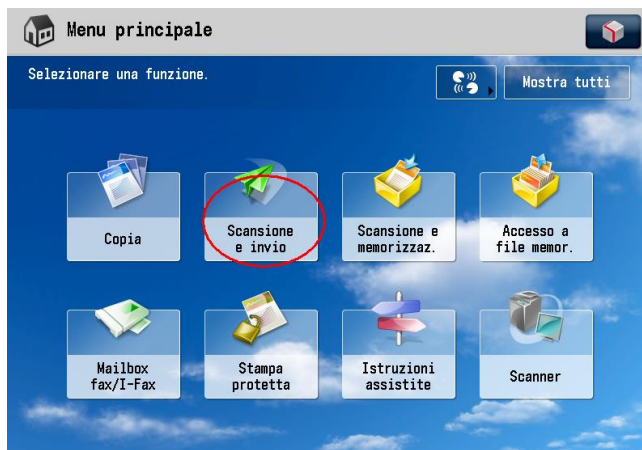 Menu principale
Selezionare una funzione.
Mostra tutti
Copia
Scansione
e invio
Scansione e
memorizzaz.
Accesso a
file memor.
Mailbox
fax/I-Fax
Stampa
protetta
Istruzioni
assistite
Scanner